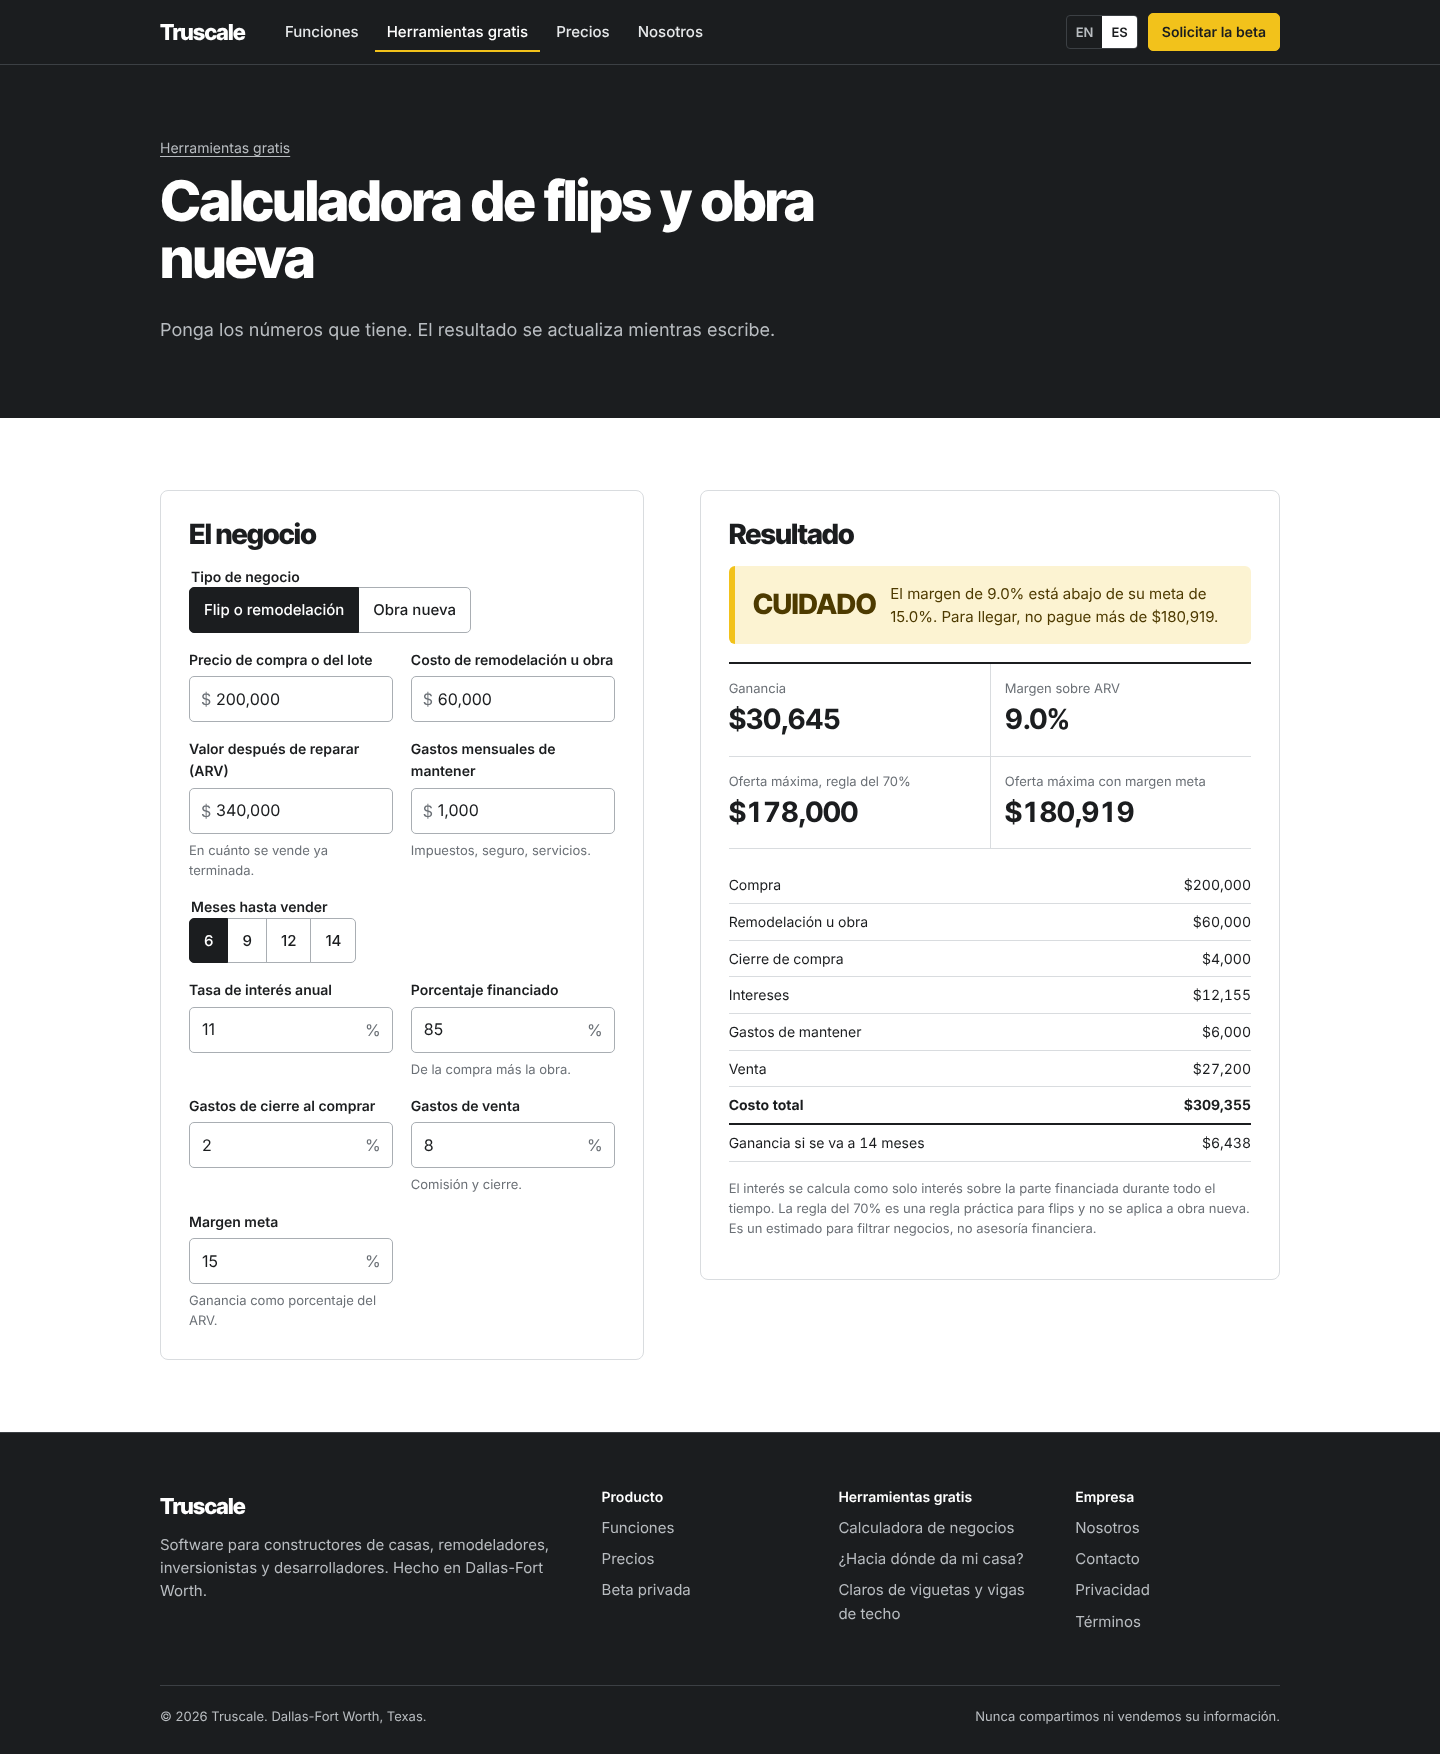 Truscale
Funciones
Herramientas gratis
Precios
Nosotros
EN
ES
Solicitar la beta
Herramientas gratis
Calculadora de flips y obra
nueva
Ponga los números que tiene. El resultado se actualiza mientras escribe.
El negocio
Tipo de negocio
Flip o remodelación
Obra nueva
Precio de compra o del lote
$ 200,000
Costo de remodelación u obra
$ 60,000
Valor después de reparar
(ARV)
$ 340,000
En cuánto se vende ya
terminada.
Gastos mensuales de
mantener
$ 1,000
Impuestos, seguro, servicios.
Meses hasta vender
6
9
12
14
Tasa de interés anual
11 %
Porcentaje financiado
85 %
De la compra más la obra.
Gastos de cierre al comprar
2 %
Gastos de venta
8 %
Comisión y cierre.
Margen meta
15 %
Ganancia como porcentaje del
ARV.
Resultado
CUIDADO
El margen de 9.0% está abajo de su meta de
15.0%. Para llegar, no pague más de $180,919.
Ganancia
$30,645
Margen sobre ARV
9.0%
Oferta máxima, regla del 70%
$178,000
Oferta máxima con margen meta
$180,919
Compra $200,000
Remodelación u obra $60,000
Cierre de compra $4,000
Intereses $12,155
Gastos de mantener $6,000
Venta $27,200
Costo total $309,355
Ganancia si se va a 14 meses $6,438
El interés se calcula como solo interés sobre la parte financiada durante todo el
tiempo. La regla del 70% es una regla práctica para flips y no se aplica a obra nueva.
Es un estimado para filtrar negocios, no asesoría financiera.
Truscale
Software para constructores de casas, remodeladores,
inversionistas y desarrolladores. Hecho en Dallas-Fort
Worth.
Producto
Funciones
Precios
Beta privada
Herramientas gratis
Calculadora de negocios
¿Hacia dónde da mi casa?
Claros de viguetas y vigas
de techo
Empresa
Nosotros
Contacto
Privacidad
Términos
© 2026 Truscale. Dallas-Fort Worth, Texas.
Nunca compartimos ni vendemos su información.